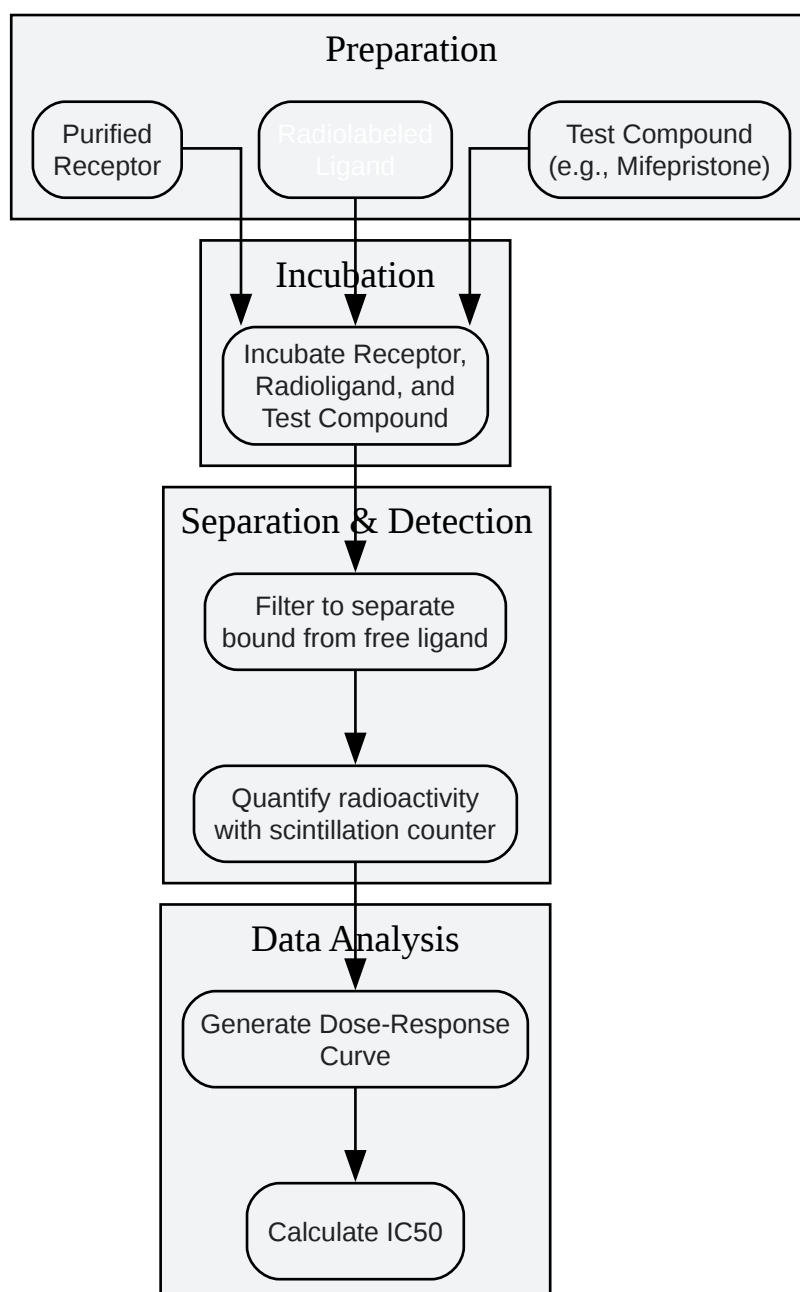 Preparation
Purified
Receptor
Radiolabeled
Ligand
Test Compound
(e.g., Mifepristone)
Incubation
Incubate Receptor,
Radioligand, and
Test Compound
Separation & Detection
Filter to separate
bound from free ligand
Quantify radioactivity
with scintillation counter
Data Analysis
Generate Dose-Response
Curve
Calculate IC50